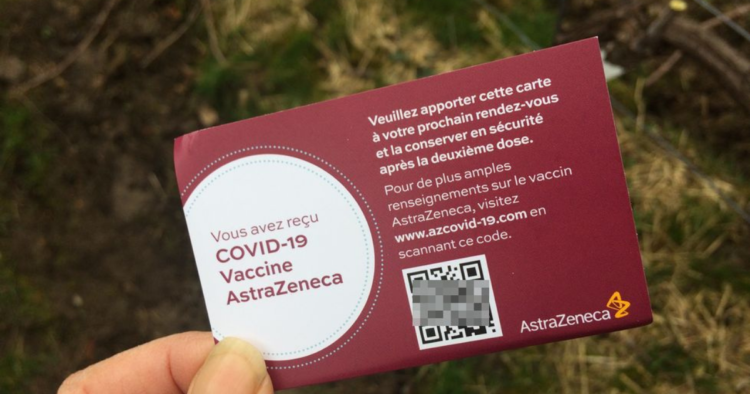 Vous avez reçu
COVID-19
Vaccine
AstraZeneca
Veuillez apporter cette carte
à votre prochain rendez-vous
et la conserver en sécurité
après la deuxième dose.
Pour de plus amples
renseignements sur le vaccin
AstraZeneca, visitez
www.azcovid-19.com en
scannant ce code.
AstraZeneca